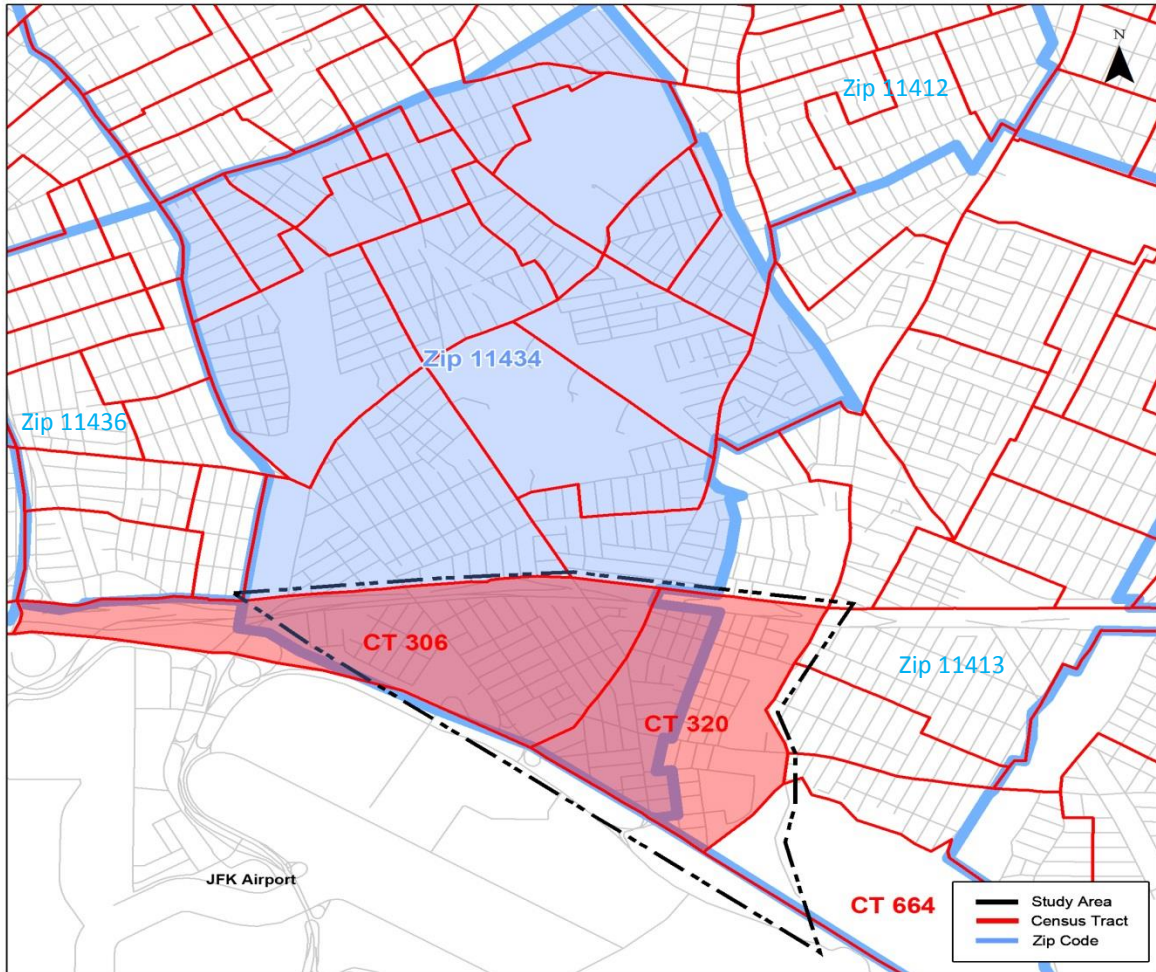 N
Zip 11412
Zip 11434
Zip 11436
CT 306
Zip 11413
CT 320
JFK Airport
CT 664
Study Area
Census Tract
Zip Code